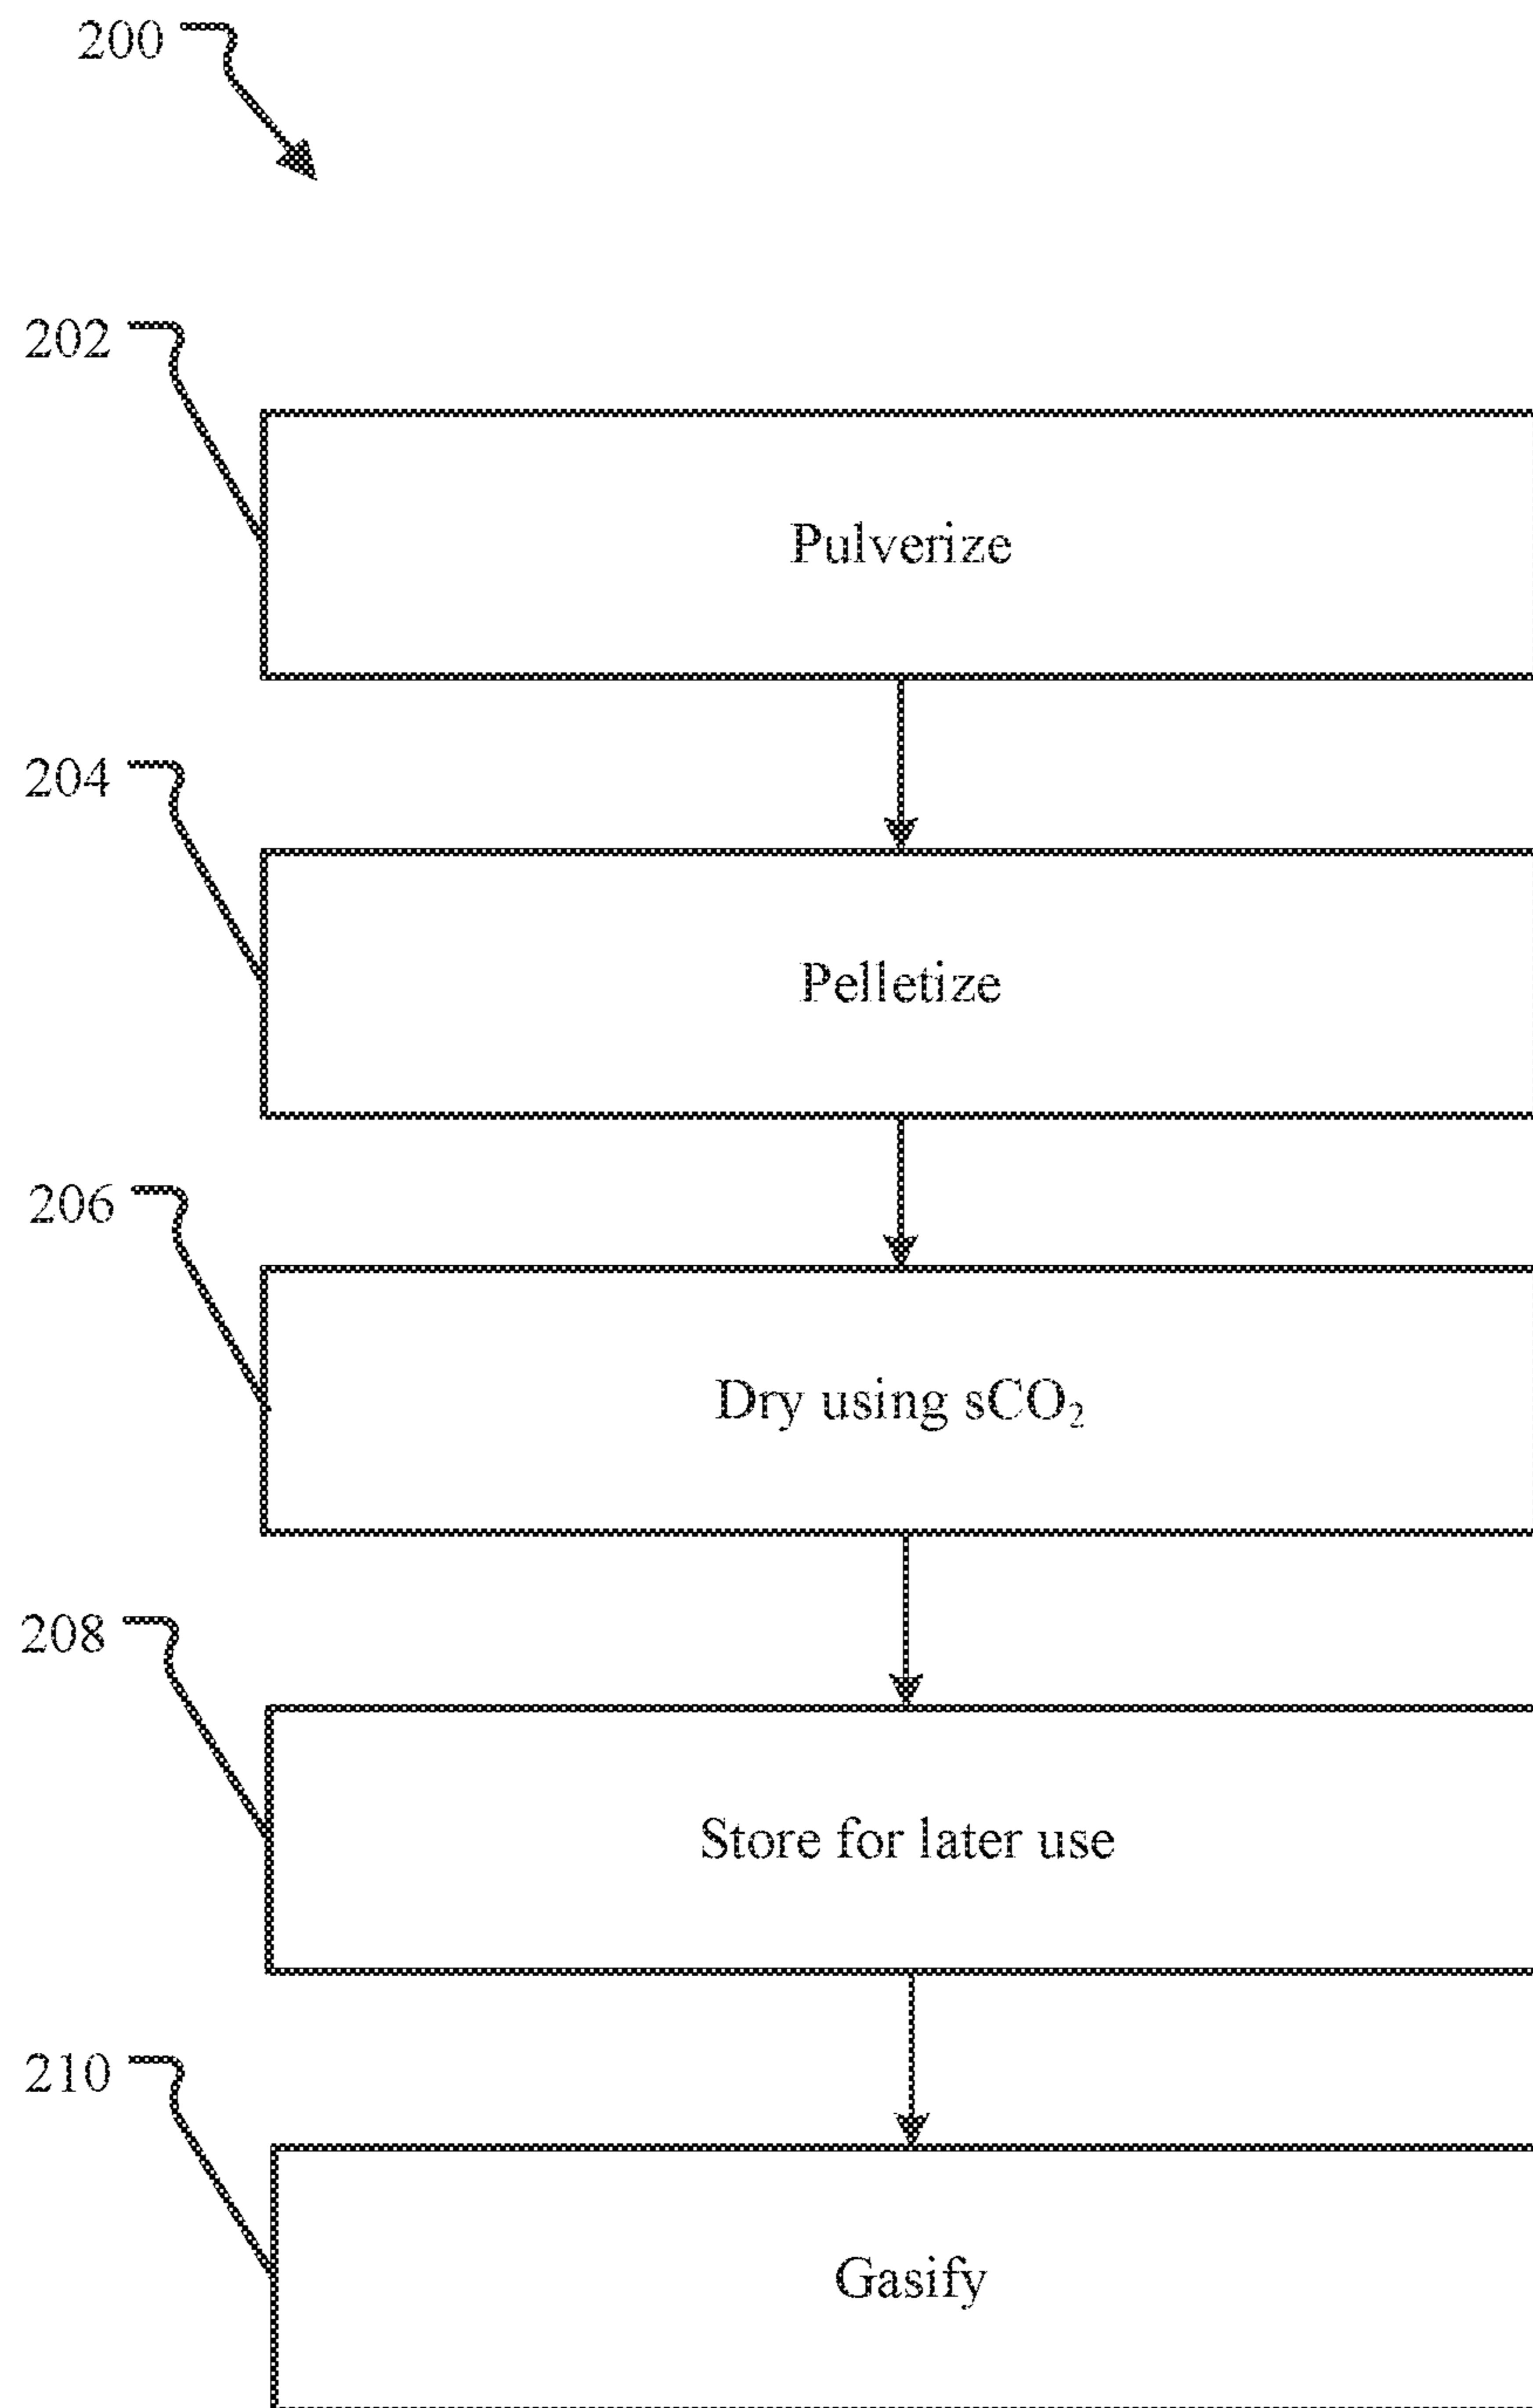 200
202
Pulverize
204
Pelletize
206
Dry using sCO₂
208
Store for later use
210
Gasify